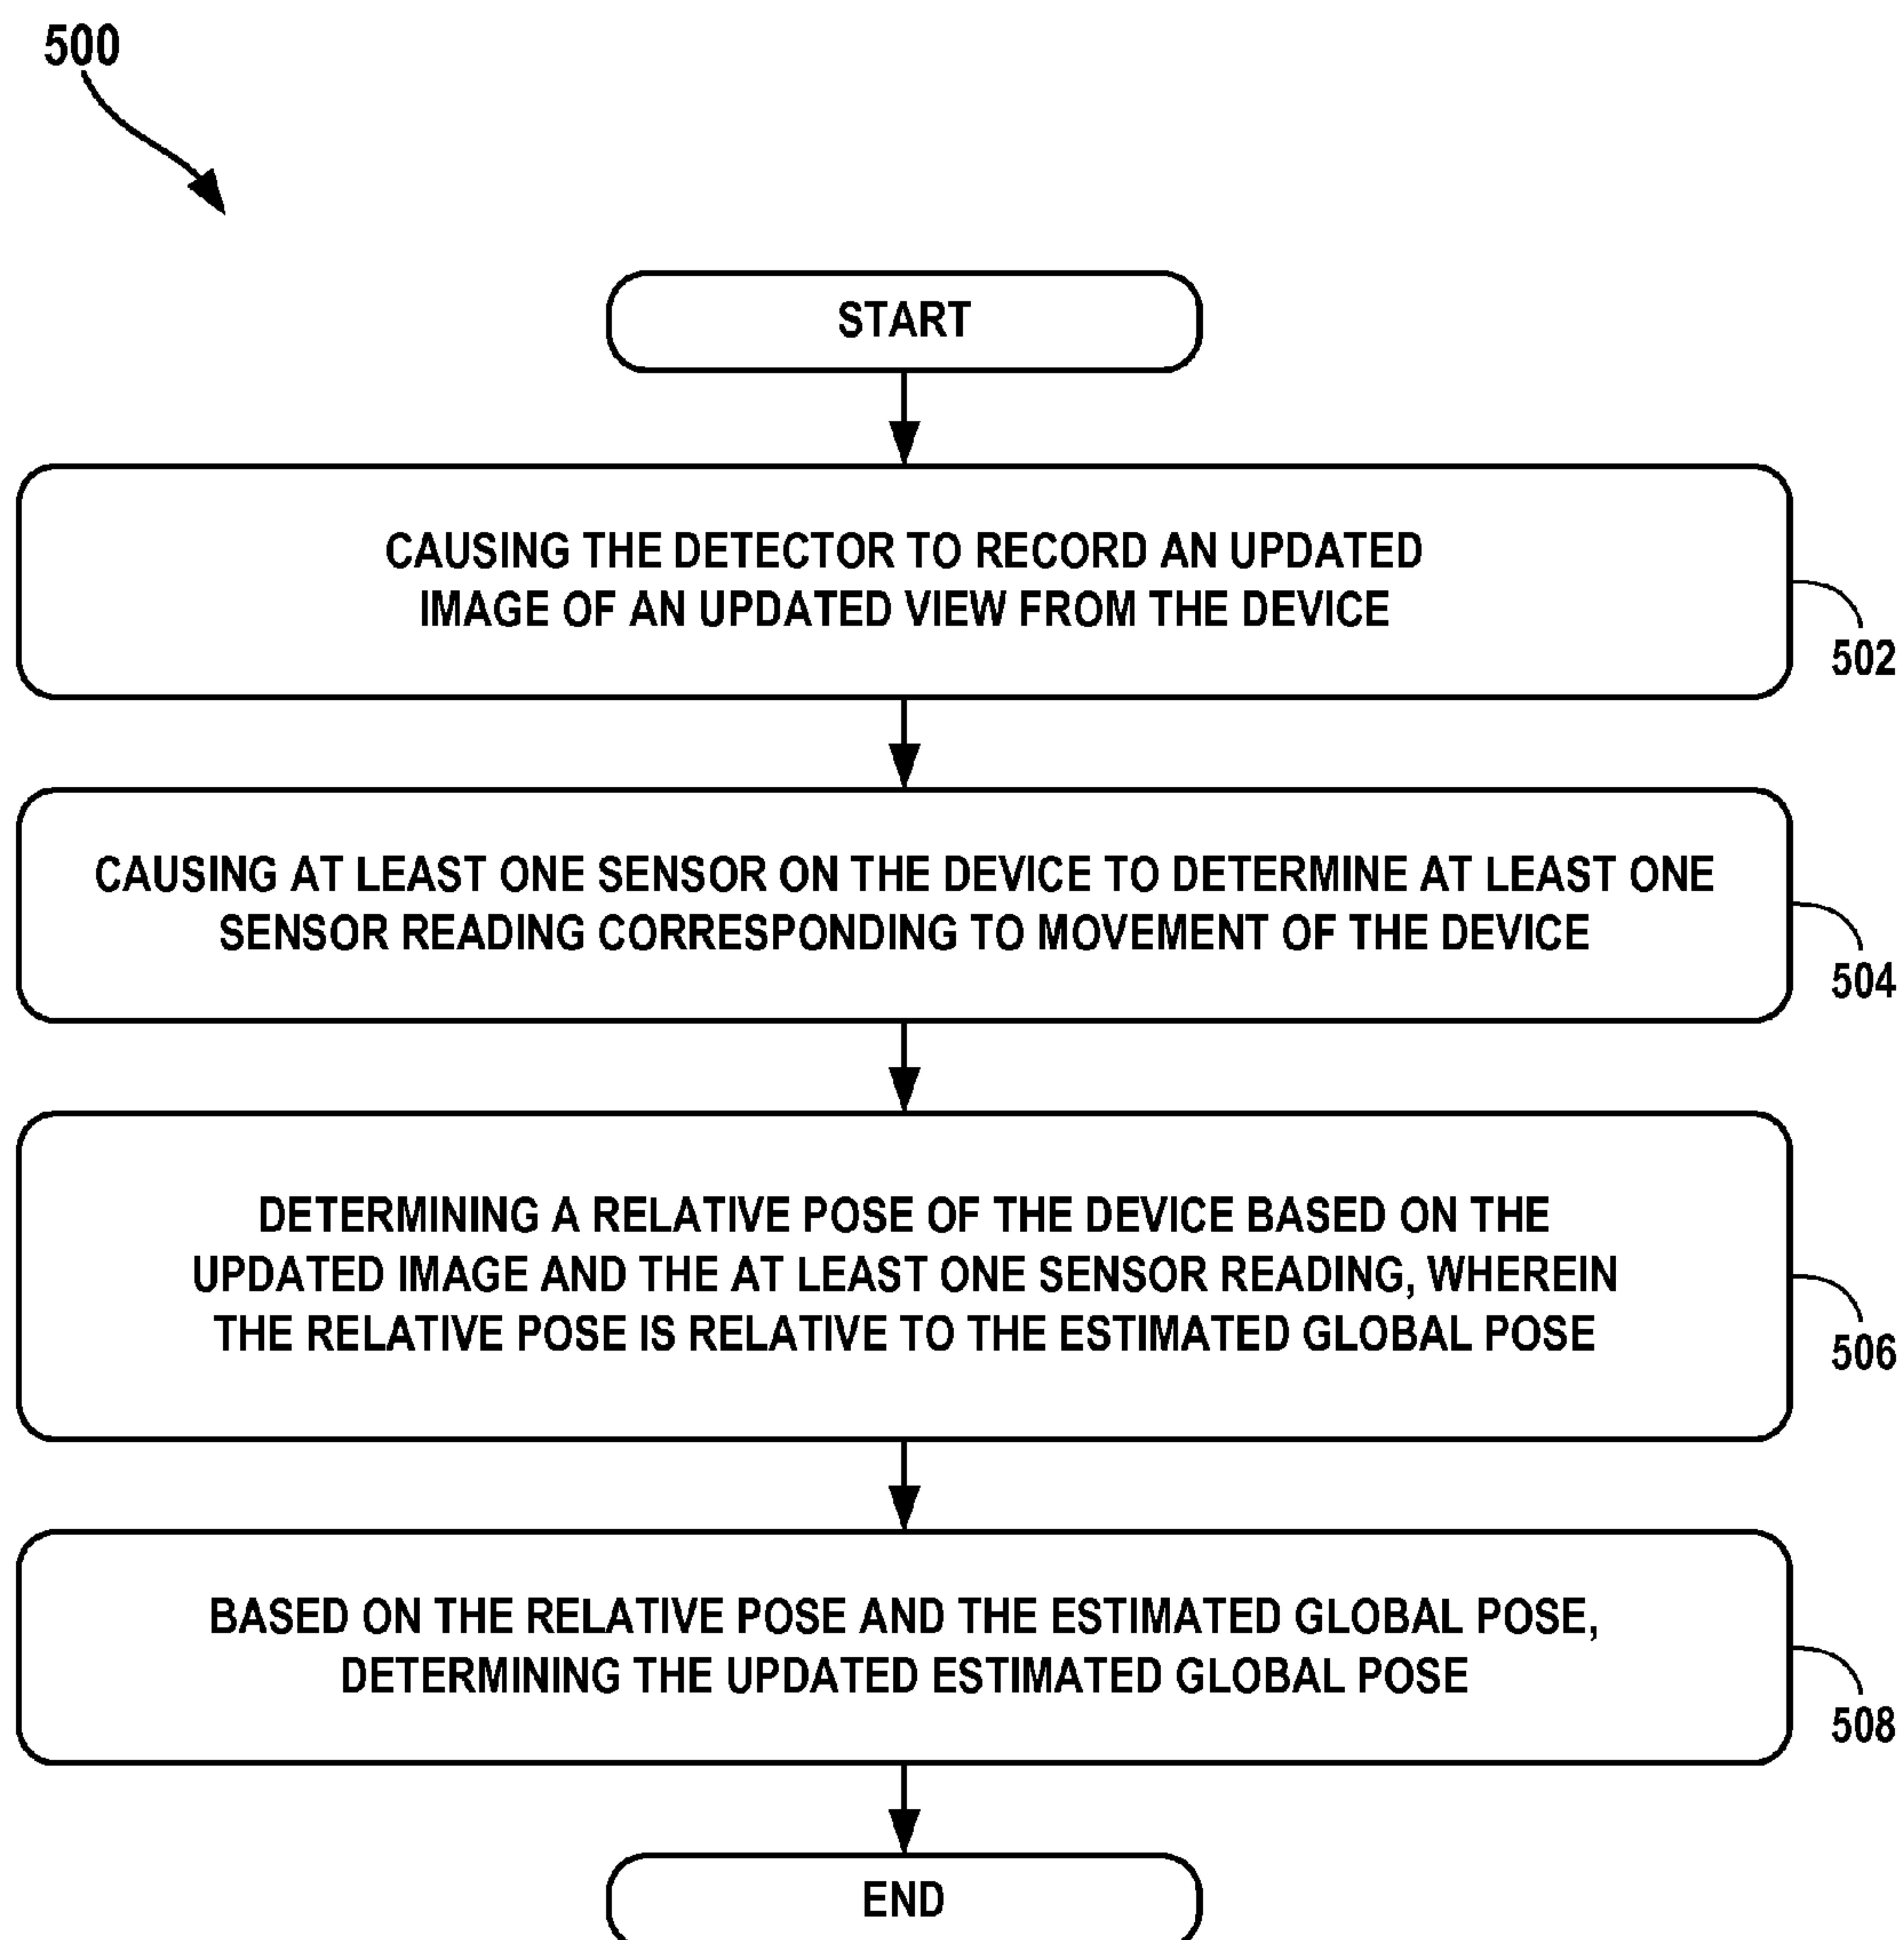 500
START
CAUSING THE DETECTOR TO RECORD AN UPDATED
IMAGE OF AN UPDATED VIEW FROM THE DEVICE
502
CAUSING AT LEAST ONE SENSOR ON THE DEVICE TO DETERMINE AT LEAST ONE
SENSOR READING CORRESPONDING TO MOVEMENT OF THE DEVICE
504
DETERMINING A RELATIVE POSE OF THE DEVICE BASED ON THE
UPDATED IMAGE AND THE AT LEAST ONE SENSOR READING, WHEREIN
THE RELATIVE POSE IS RELATIVE TO THE ESTIMATED GLOBAL POSE
506
BASED ON THE RELATIVE POSE AND THE ESTIMATED GLOBAL POSE,
DETERMINING THE UPDATED ESTIMATED GLOBAL POSE
508
END